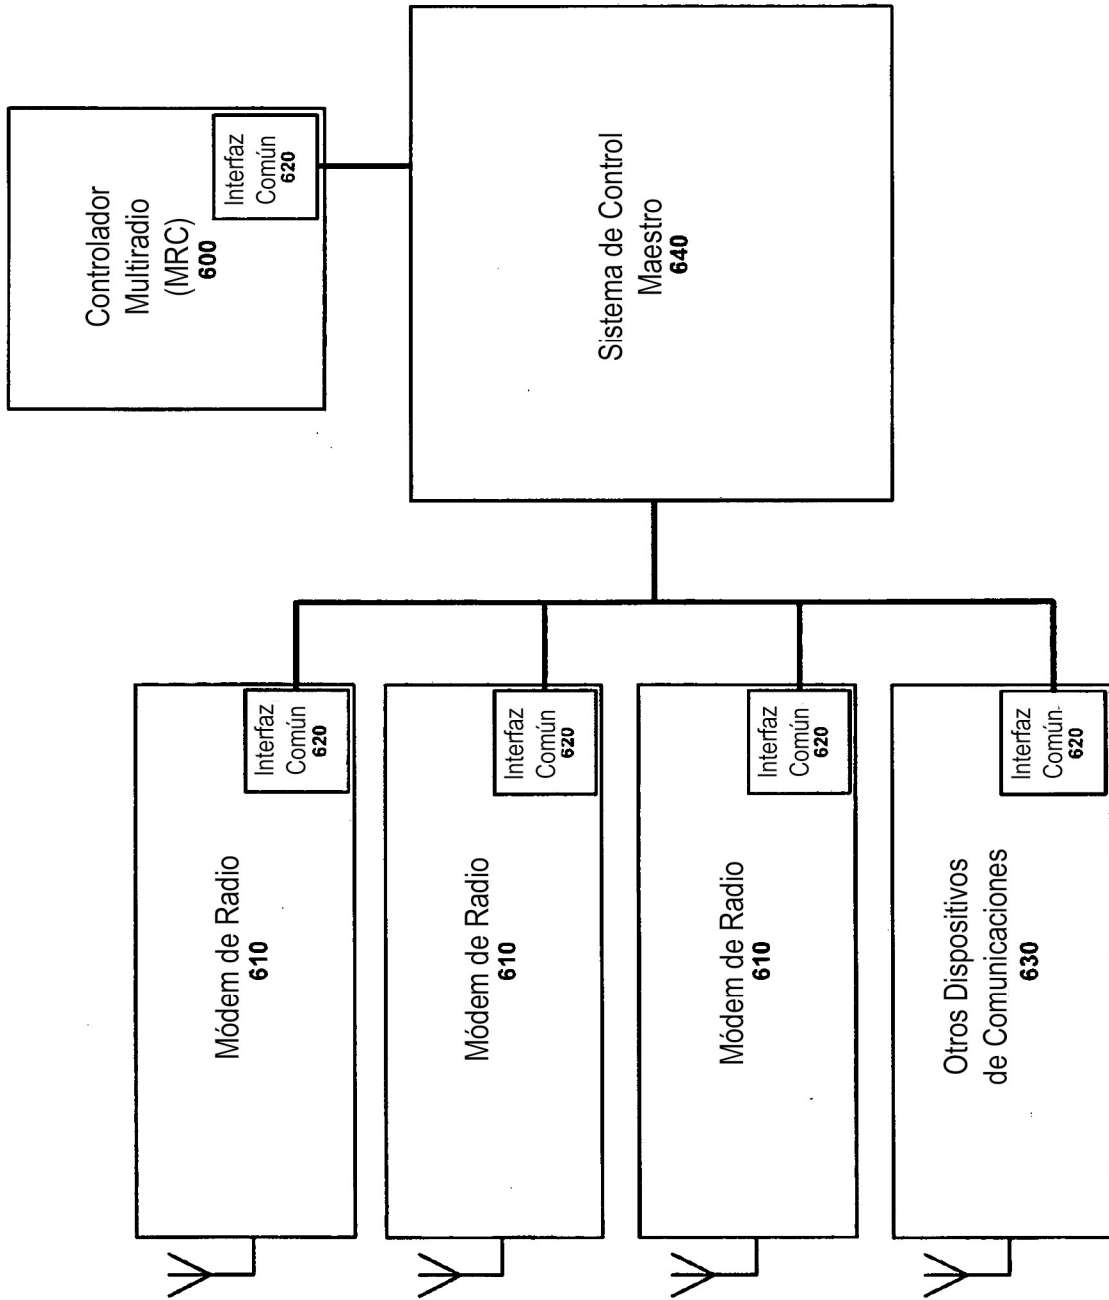 Módem de Radio
610
Interfaz
Común
620
Módem de Radio
610
Interfaz
Común
620
Módem de Radio
610
Interfaz
Común
620
Otros Dispositivos
de Comunicaciones
630
Interfaz
Común
620
Sistema de Control
Maestro
640
Controlador
Multiradio
(MRC)
600
Interfaz
Común
620